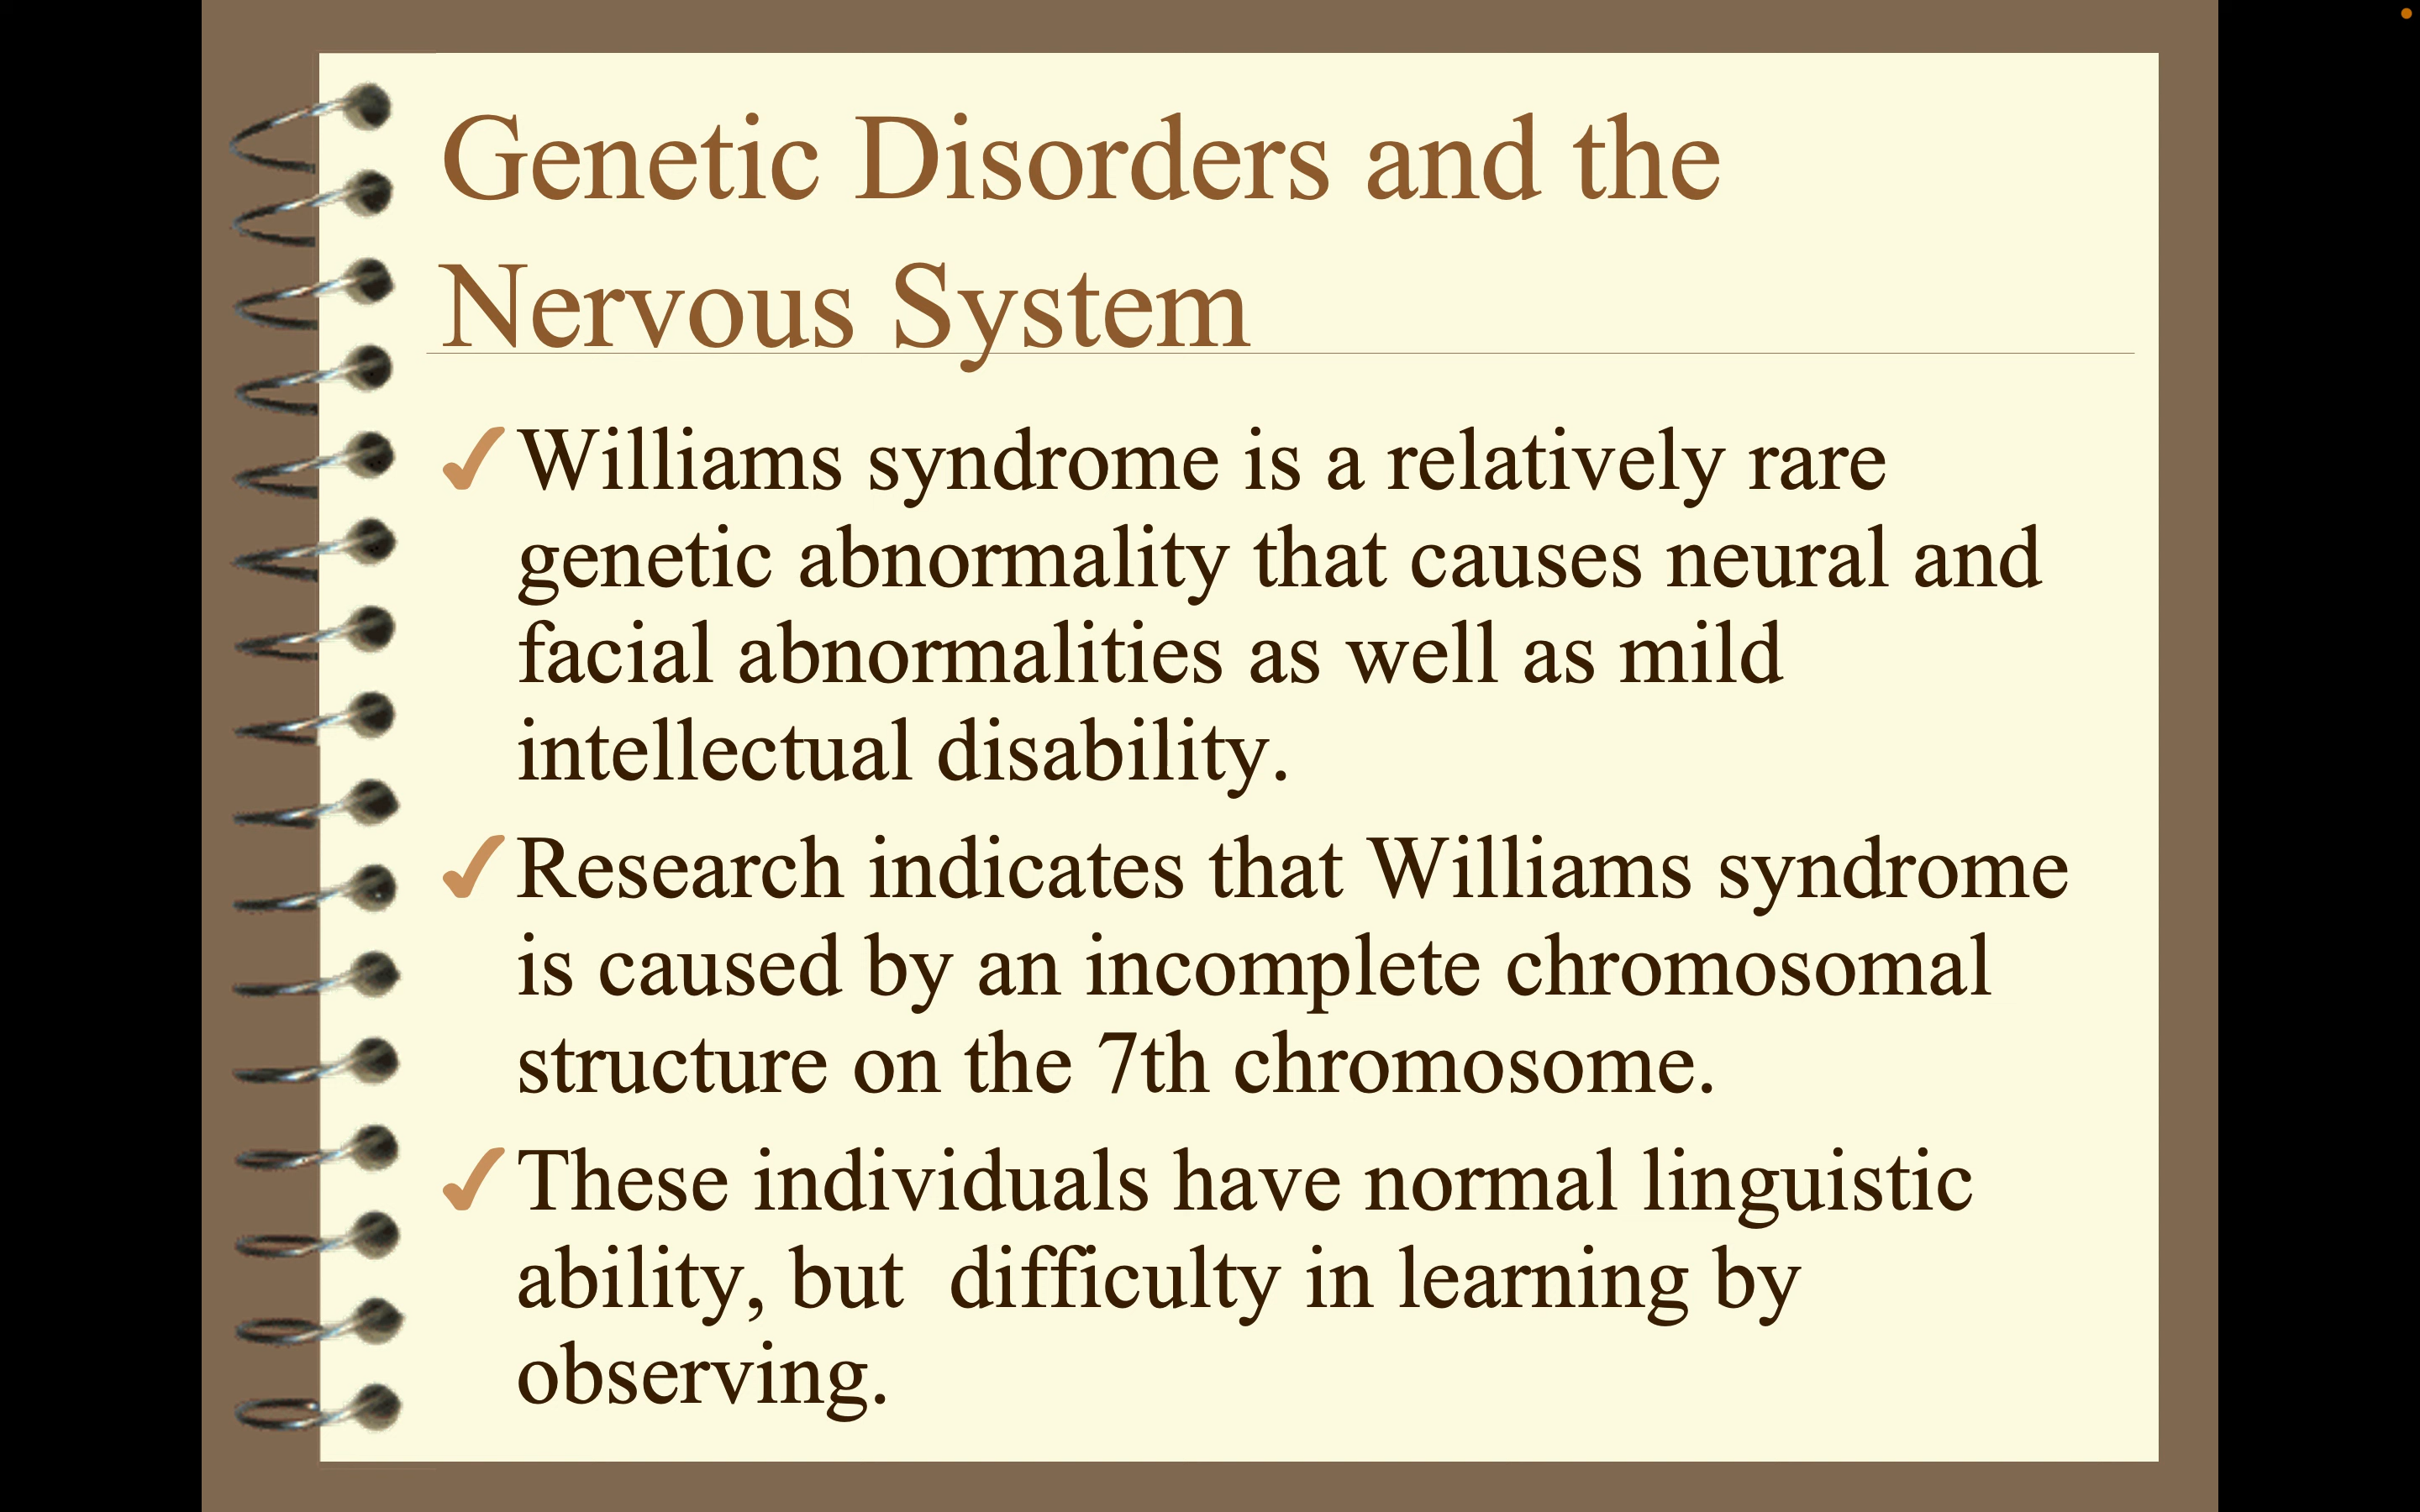 Genetic Disorders and the
Nervous System
✓Williams syndrome is a relatively rare
genetic abnormality that causes neural and
facial abnormalities as well as mild
intellectual disability.
✓Research indicates that Williams syndrome
is caused by an incomplete chromosomal
structure on the 7th chromosome.
✓These individuals have normal linguistic
ability, but  difficulty in learning by
observing.